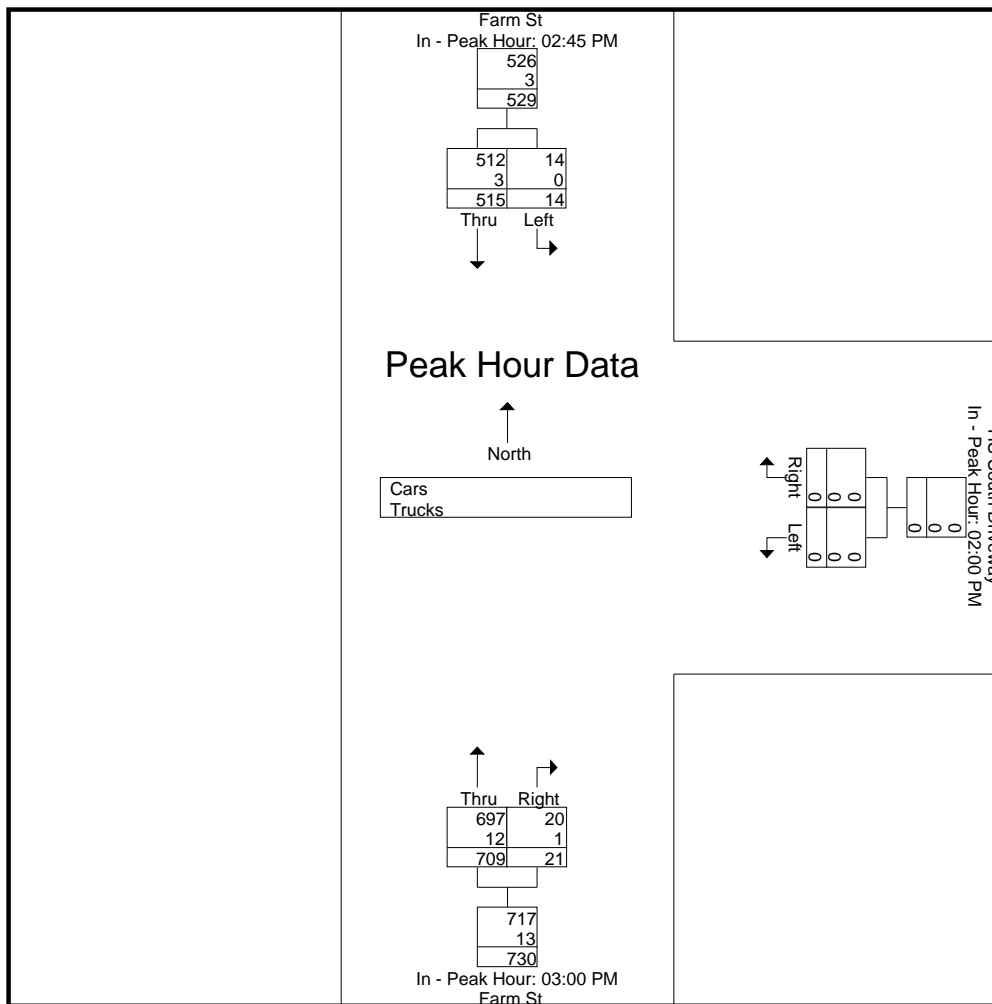 Farm St
In - Peak Hour: 02:45 PM
526
3
529
512 14
3 0
515 14
Thru Left
Peak Hour Data
North
Cars
Trucks
Right
0 0 0
Left
0 0 0
0 0 0
In - Peak Hour: 02:00 PM
South Driveway
Thru Right
697 20
12 1
709 21
717
13
730
In - Peak Hour: 03:00 PM
Farm St